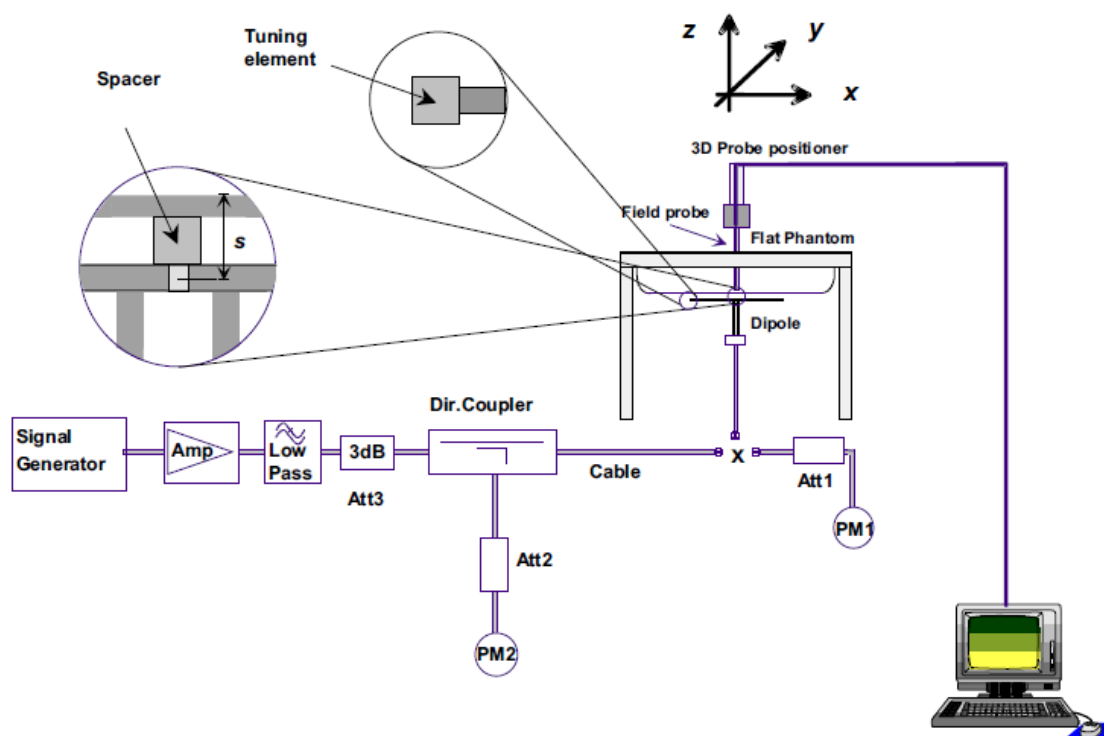 Tuning
element
z
y
x
Spacer
3D Probe positioner
s
Field probe
Flat Phantom
Dipole
Dir.Coupler
Signal
Generator
Amp
Low
Pass
3dB
Att3
Cable
X
Att1
PM1
Att2
PM2